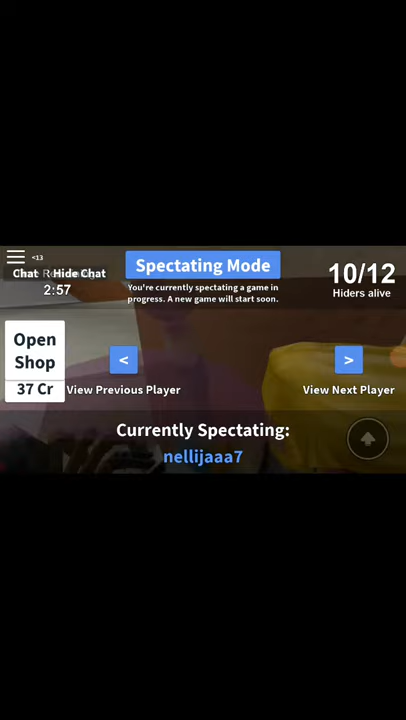 <13
Spectating Mode
Chat
Hide Chat
2:57
You're currently spectating a game in
progress. A new game will start soon.
10/12
Hiders alive
Open
Shop
37 Cr
<
>
View Previous Player
View Next Player
Currently Spectating:
nellijaaa7